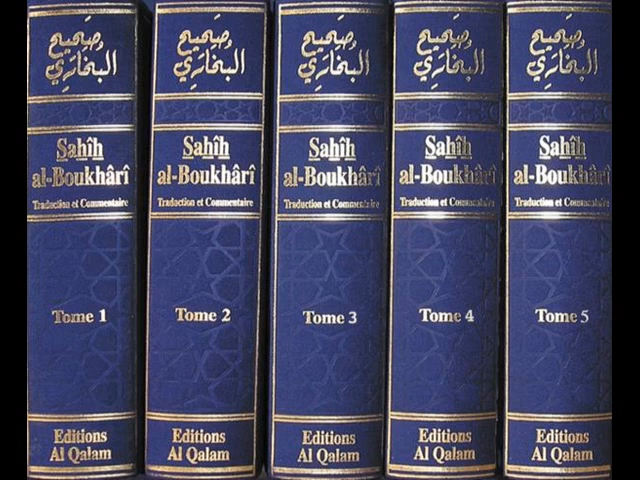 صحيح
البخاري
Sahîh
al-Boukhârî
Traduction et Commentaire
Tome 1
Editions
Al Qalam
صحيح
البخاري
Sahîh
al-Boukhârî
Traduction et Commentaire
Tome 2
Editions
Al Qalam
صحيح
البخاري
Sahîh
al-Boukhârî
Traduction et Commentaire
Tome 3
Editions
Al Qalam
صحيح
البخاري
Sahîh
al-Boukhârî
Traduction et Commentaire
Tome 4
Editions
Al Qalam
صحيح
البخاري
Sahîh
al-Boukhârî
Traduction et Commentaire
Tome 5
Editions
Al Qalam